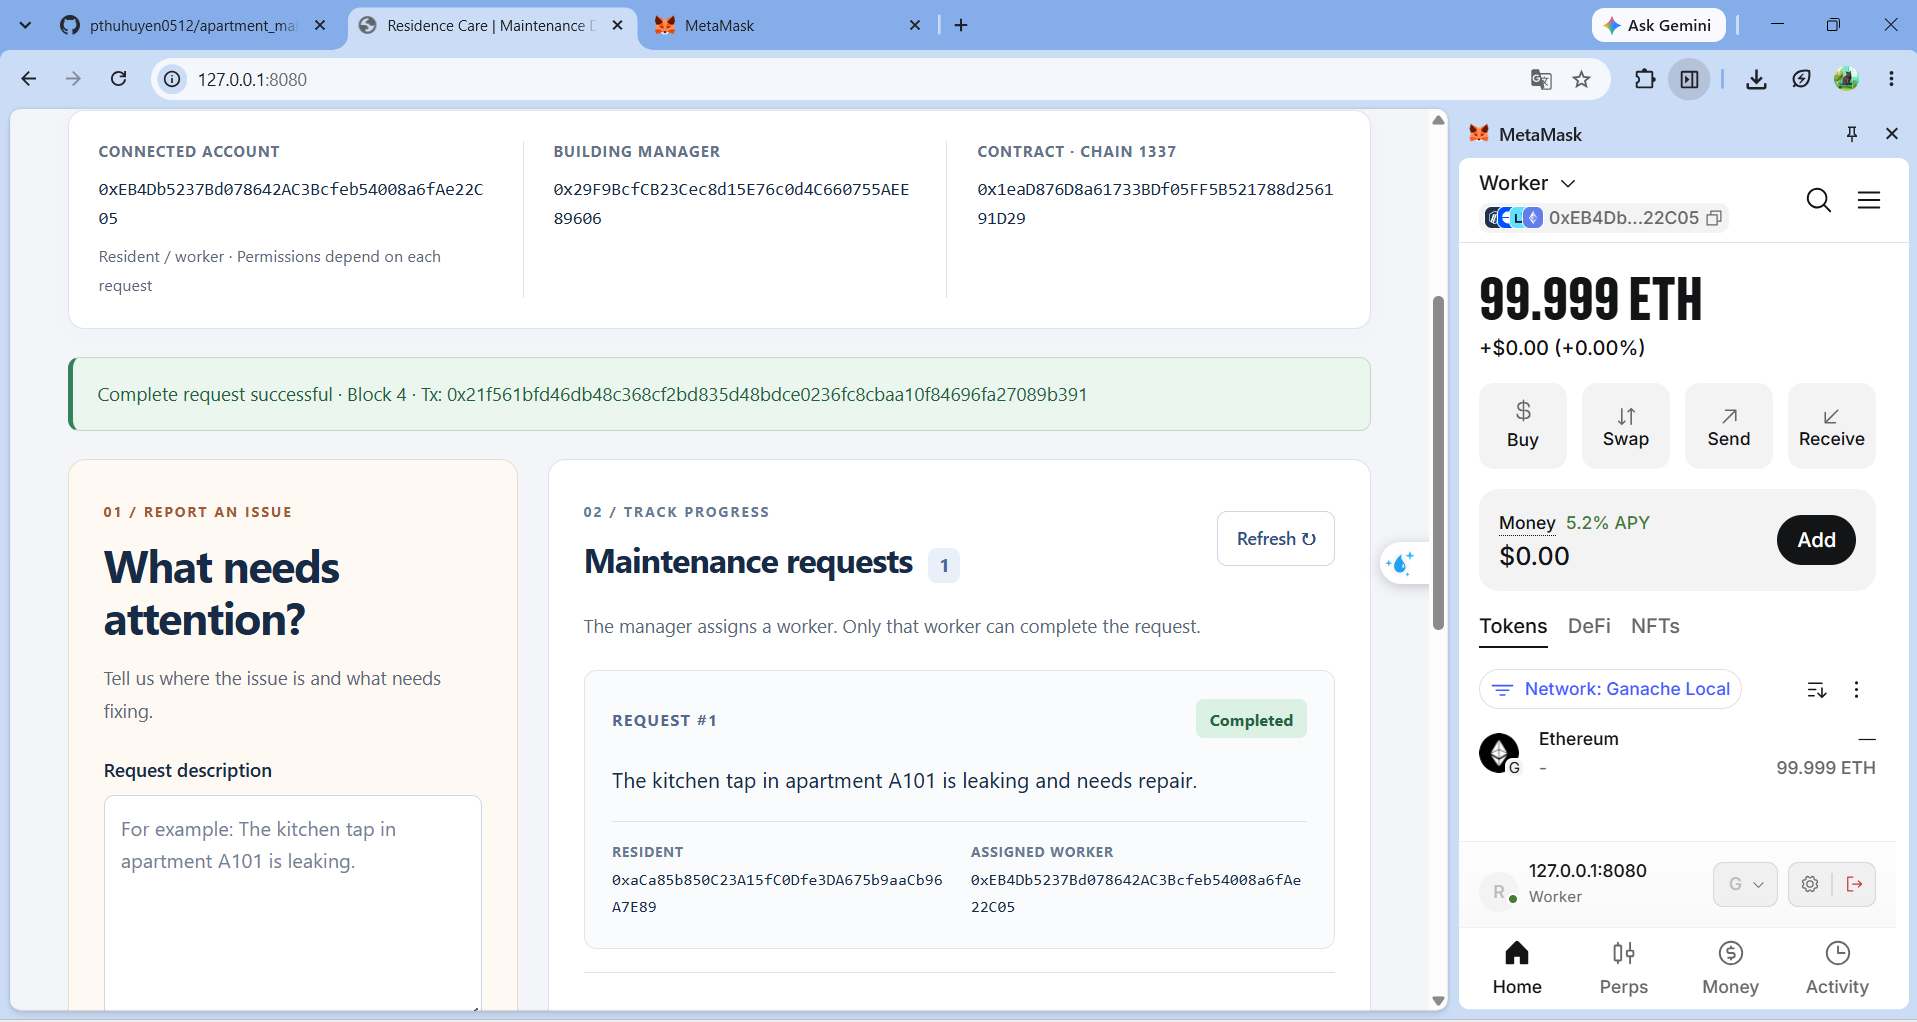 pthuhuyen0512/apartment_mai
Residence Care | Maintenance D
MetaMask
Ask Gemini
127.0.0.1:8080
CONNECTED ACCOUNT
0xEB4Db5237Bd078642AC3Bcfeb54008a6fAe22C
05
Resident / worker · Permissions depend on each
request
BUILDING MANAGER
0x29F9BcfCB23Cec8d15E76c0d4C660755AEE
89606
CONTRACT · CHAIN 1337
0x1eaD876D8a61733BDf05FF5B521788d2561
91D29
Complete request successful · Block 4 · Tx: 0x21f561bfd46db48c368cf2bd835d48bdce0236fc8cbaa10f84696fa27089b391
01 / REPORT AN ISSUE
What needs
attention?
Tell us where the issue is and what needs
fixing.
Request description
For example: The kitchen tap in
apartment A101 is leaking.
02 / TRACK PROGRESS
Maintenance requests 1
Refresh ↻
The manager assigns a worker. Only that worker can complete the request.
REQUEST #1
Completed
The kitchen tap in apartment A101 is leaking and needs repair.
RESIDENT
0xaCa85b850C23A15fC0Dfe3DA675b9aaCb96
A7E89
ASSIGNED WORKER
0xEB4Db5237Bd078642AC3Bcfeb54008a6fAe
22C05
MetaMask
Worker
L
0xEB4Db...22C05
99.999 ETH
+$0.00 (+0.00%)
$
Buy
Swap
Send
Receive
Money 5.2% APY
$0.00
Add
Tokens DeFi NFTs
Network: Ganache Local
Ethereum —
G
- 99.999 ETH
R
127.0.0.1:8080
Worker
G
Home
Perps
Money
Activity